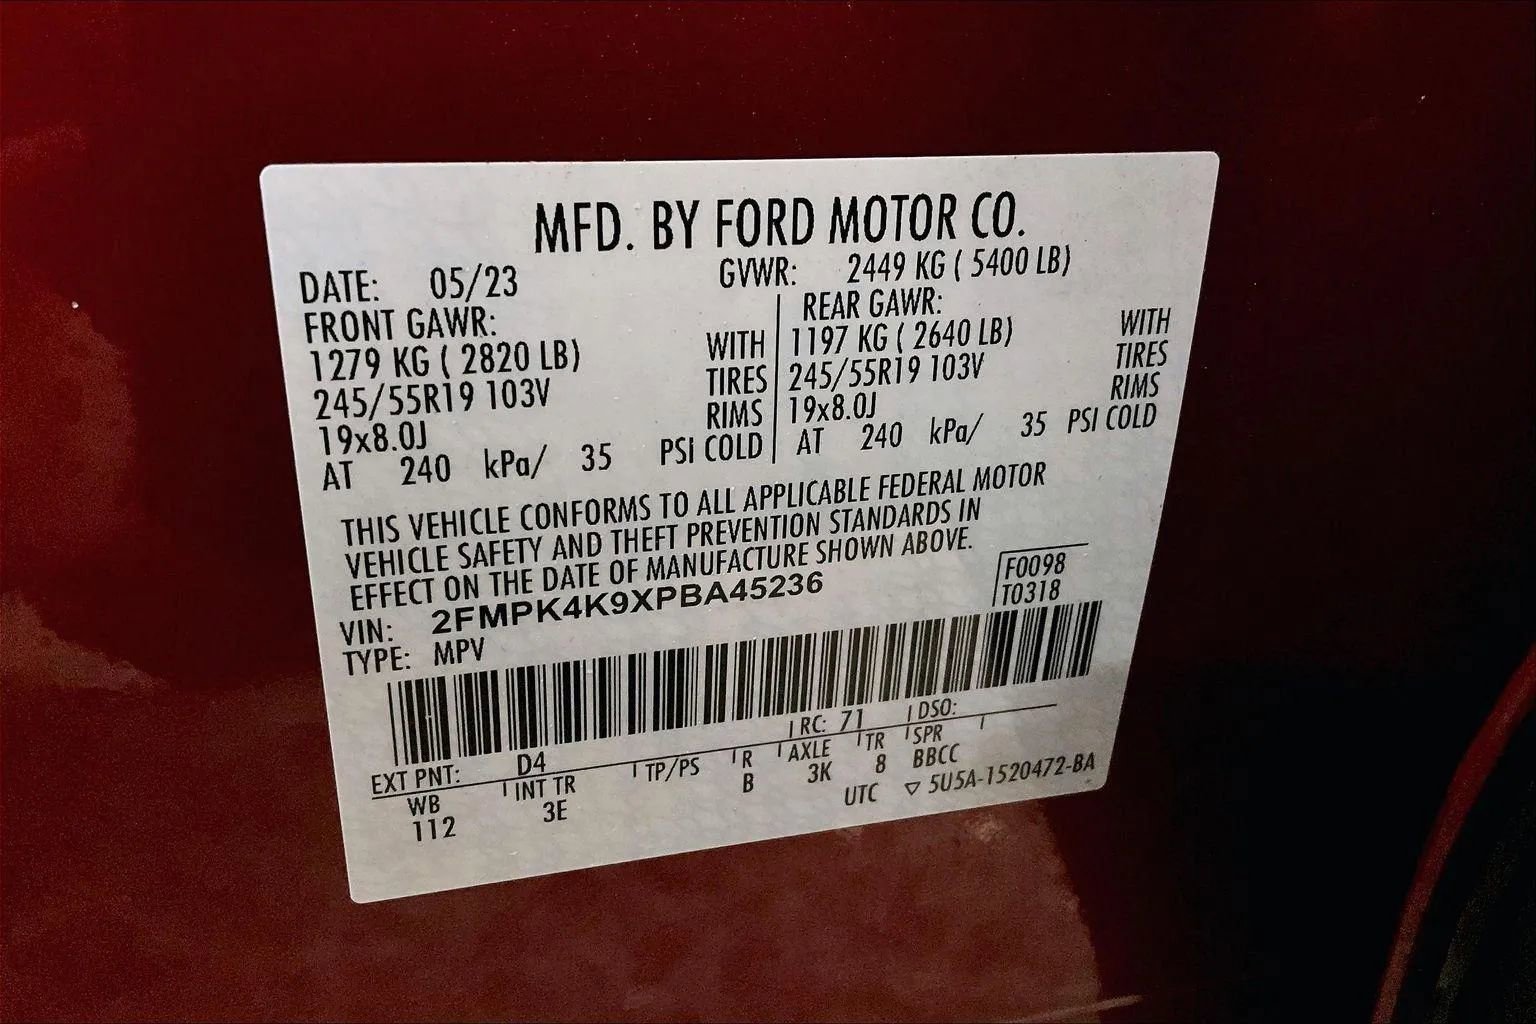 MFD. BY FORD MOTOR CO.
DATE: 05/23 GVWR: 2449 KG ( 5400 LB)
FRONT GAWR: REAR GAWR:
1279 KG ( 2820 LB) WITH 1197 KG ( 2640 LB) WITH
245/55R19 103V TIRES 245/55R19 103V TIRES
19x8.0J RIMS 19x8.0J RIMS
AT 240 kPa/ 35 PSI COLD AT 240 kPa/ 35 PSI COLD
THIS VEHICLE CONFORMS TO ALL APPLICABLE FEDERAL MOTOR
VEHICLE SAFETY AND THEFT PREVENTION STANDARDS IN
EFFECT ON THE DATE OF MANUFACTURE SHOWN ABOVE.
VIN: 2FMPK4K9XPBA45236 F0098
TYPE: MPV T0318
EXT PNT: D4 RC: 71 DSO:
WB INT TR TP/PS R AXLE TR SPR
112 3E B 3K 8 BBCC
UTC ▽ 5U5A-1520472-BA